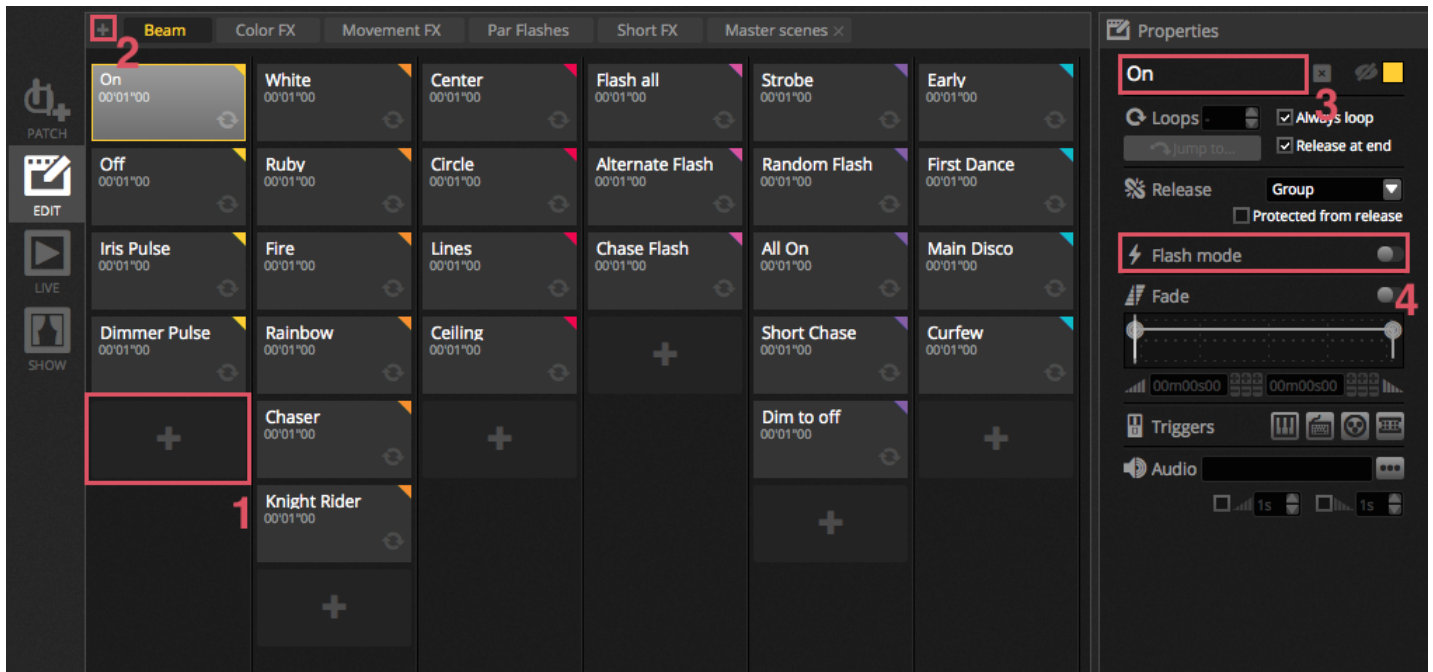 Beam Color FX Movement FX Par Flashes Short FX Master scenes
2
PATCH
EDIT
LIVE
SHOW
On White Center Flash all Strobe Early
00'01"00 00'01"00 00'01"00 00'01"00 00'01"00 00'01"00
Off Ruby Circle Alternate Flash Random Flash First Dance
00'01"00 00'01"00 00'01"00 00'01"00 00'01"00 00'01"00
Iris Pulse Fire Lines Chase Flash All On Main Disco
00'01"00 00'01"00 00'01"00 00'01"00 00'01"00 00'01"00
Dimmer Pulse Rainbow Ceiling Short Chase Curfew
00'01"00 00'01"00 00'01"00 00'01"00 00'01"00
Chaser Dim to off
00'01"00 00'01"00
1
Knight Rider
00'01"00
Properties
On
3
Loops - Always loop
Jump to... Release at end
Release Group
Protected from release
Flash mode
Fade
4
00m00s00 00m00s00
Triggers
Audio
1s 1s